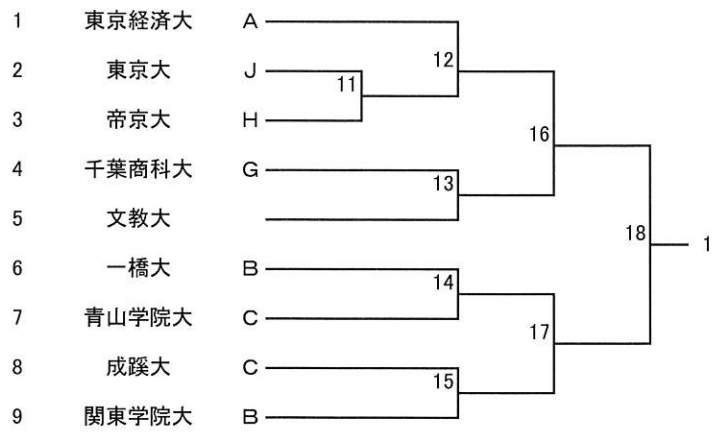 1 東京経済大 A
12
2 東京大 J
11
3 帝京大 H
16
4 千葉商科大 G
13
5 文教大
18 1
6 一橋大 B
14
7 青山学院大 C
17
8 成蹊大 C
15
9 関東学院大 B